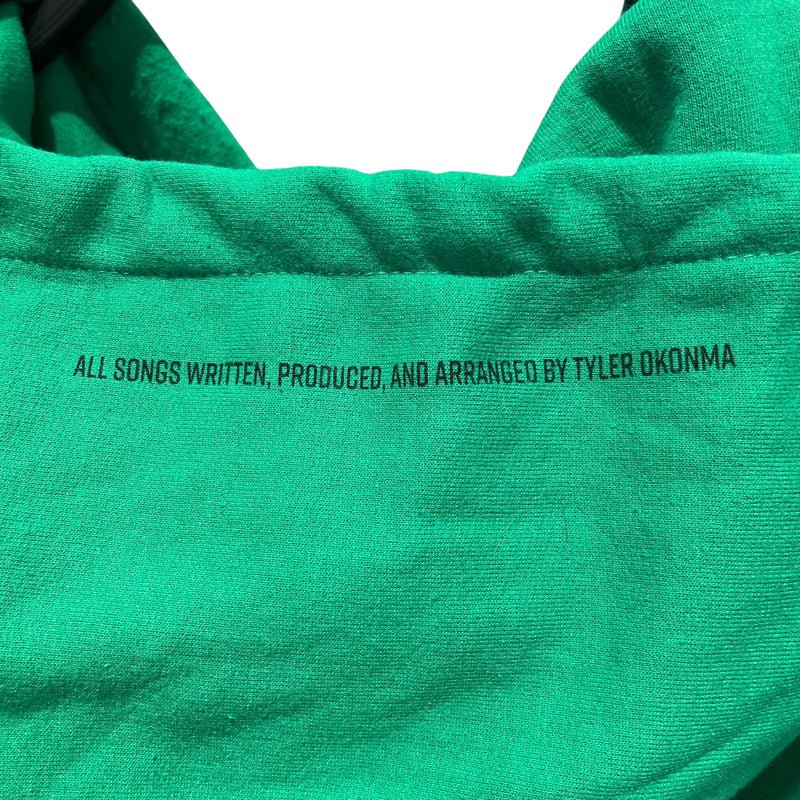 ALL SONGS WRITTEN, PRODUCED, AND ARRANGED BY TYLER OKONMA